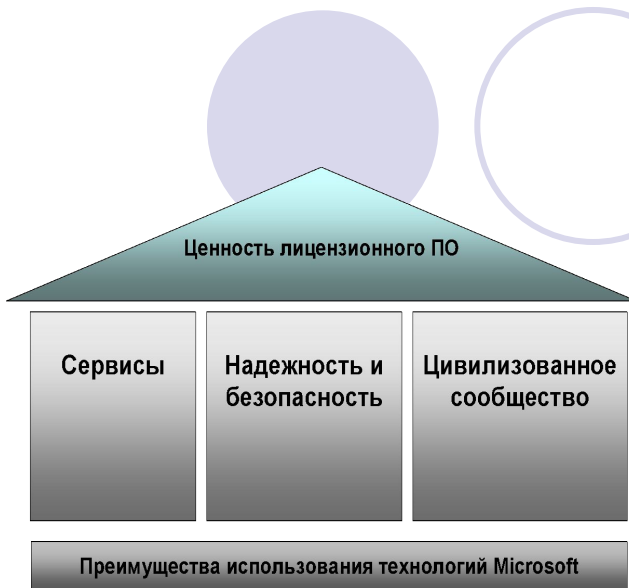 Ценность лицензионного ПО
Сервисы
Надежность и
безопасность
Цивилизованное
сообщество
Преимущества использования технологий Microsoft